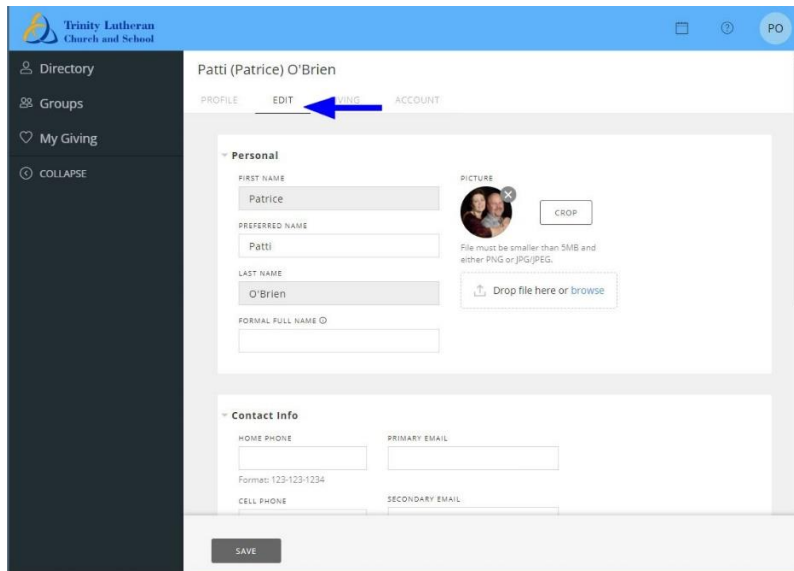 Trinity Lutheran
Church and School
PO
Directory
Groups
My Giving
COLLAPSE
Patti (Patrice) O'Brien
PROFILE EDIT ACCOUNT
Personal
FIRST NAME
Patrice
PREFERRED NAME
Patti
LAST NAME
O'Brien
FORMAL FULL NAME
PICTURE
CROP
File must be smaller than 5MB and
either PNG or JPG/JPEG.
Drop file here or browse
Contact Info
HOME PHONE PRIMARY EMAIL
Format: 123-123-1234
CELL PHONE SECONDARY EMAIL
SAVE